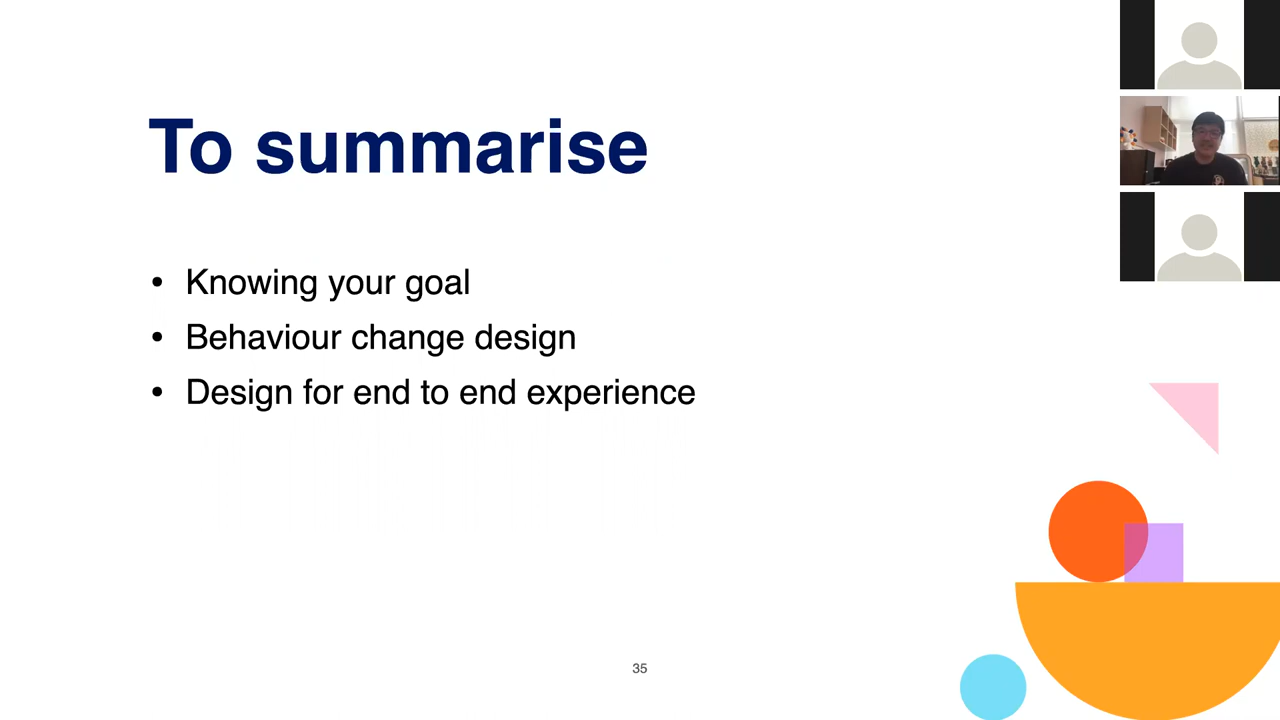 To summarise
• Knowing your goal
• Behaviour change design
• Design for end to end experience
35